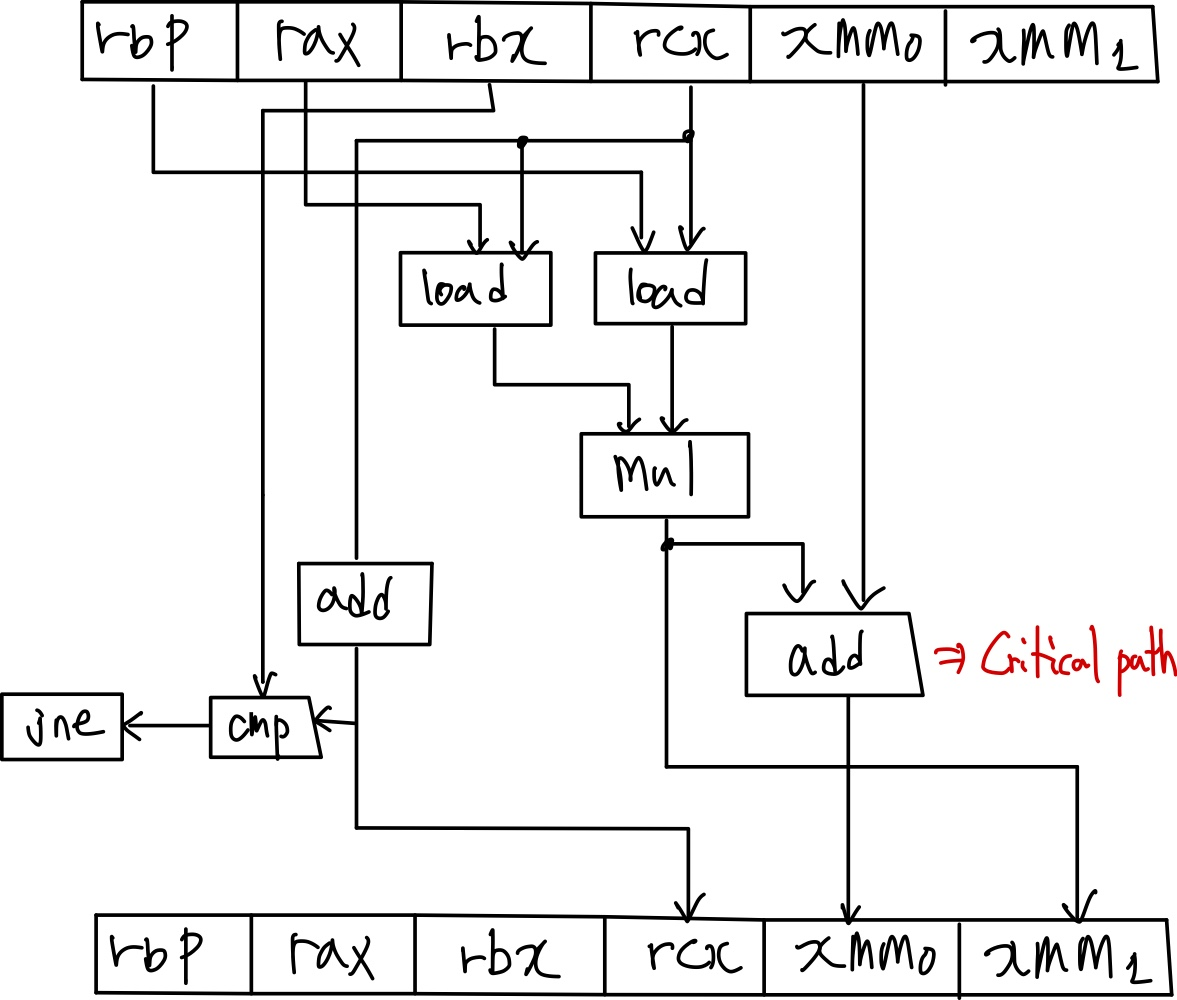 rbp rax rbx rcx xmm0 xmm1
load load
mul
add
add ⇒ Critical path
jne cmp
rbp rax rbx rcx xmm0 xmm1